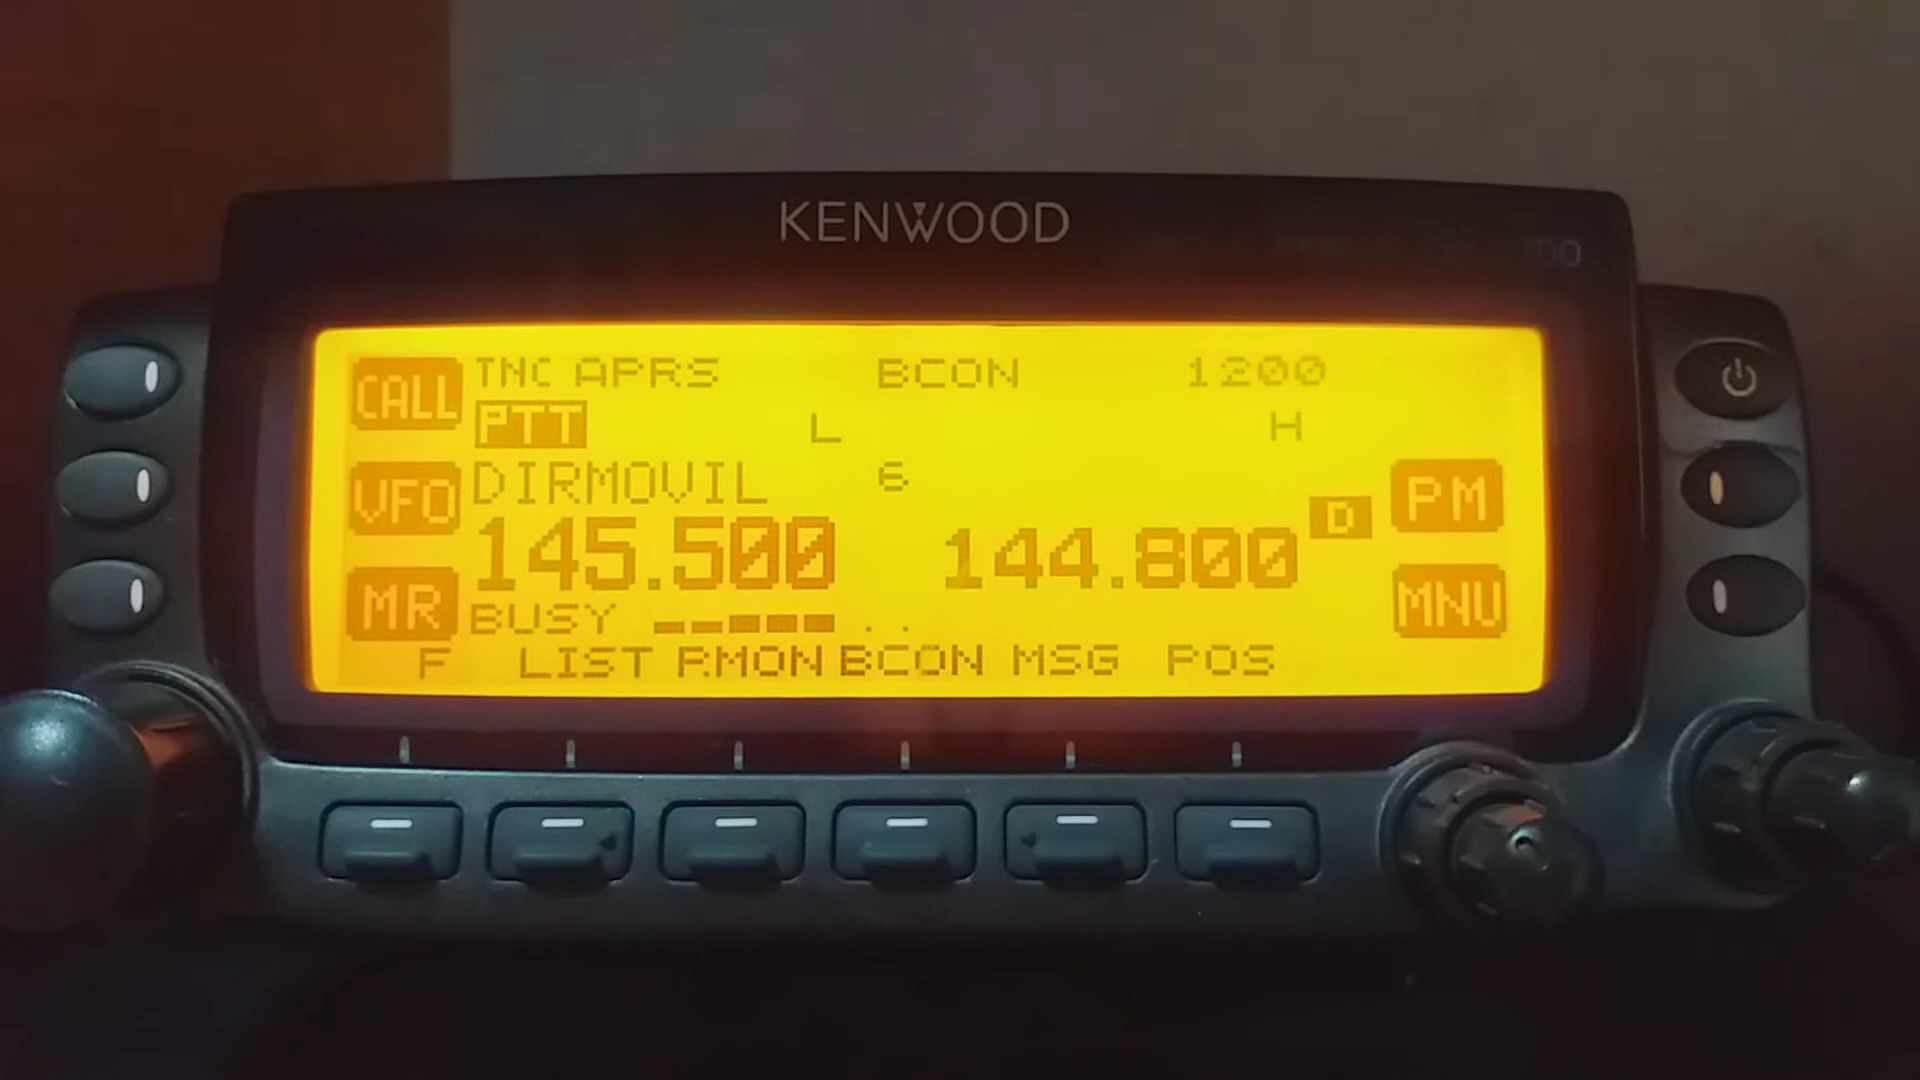 KENWOOD
CALL TNC APRS BCON 1200
PTT L H
VFO DIRMOVIL 6 PM
145.500 144.800 D
MR BUSY MNU
F LIST P.MON BCON MSG POS